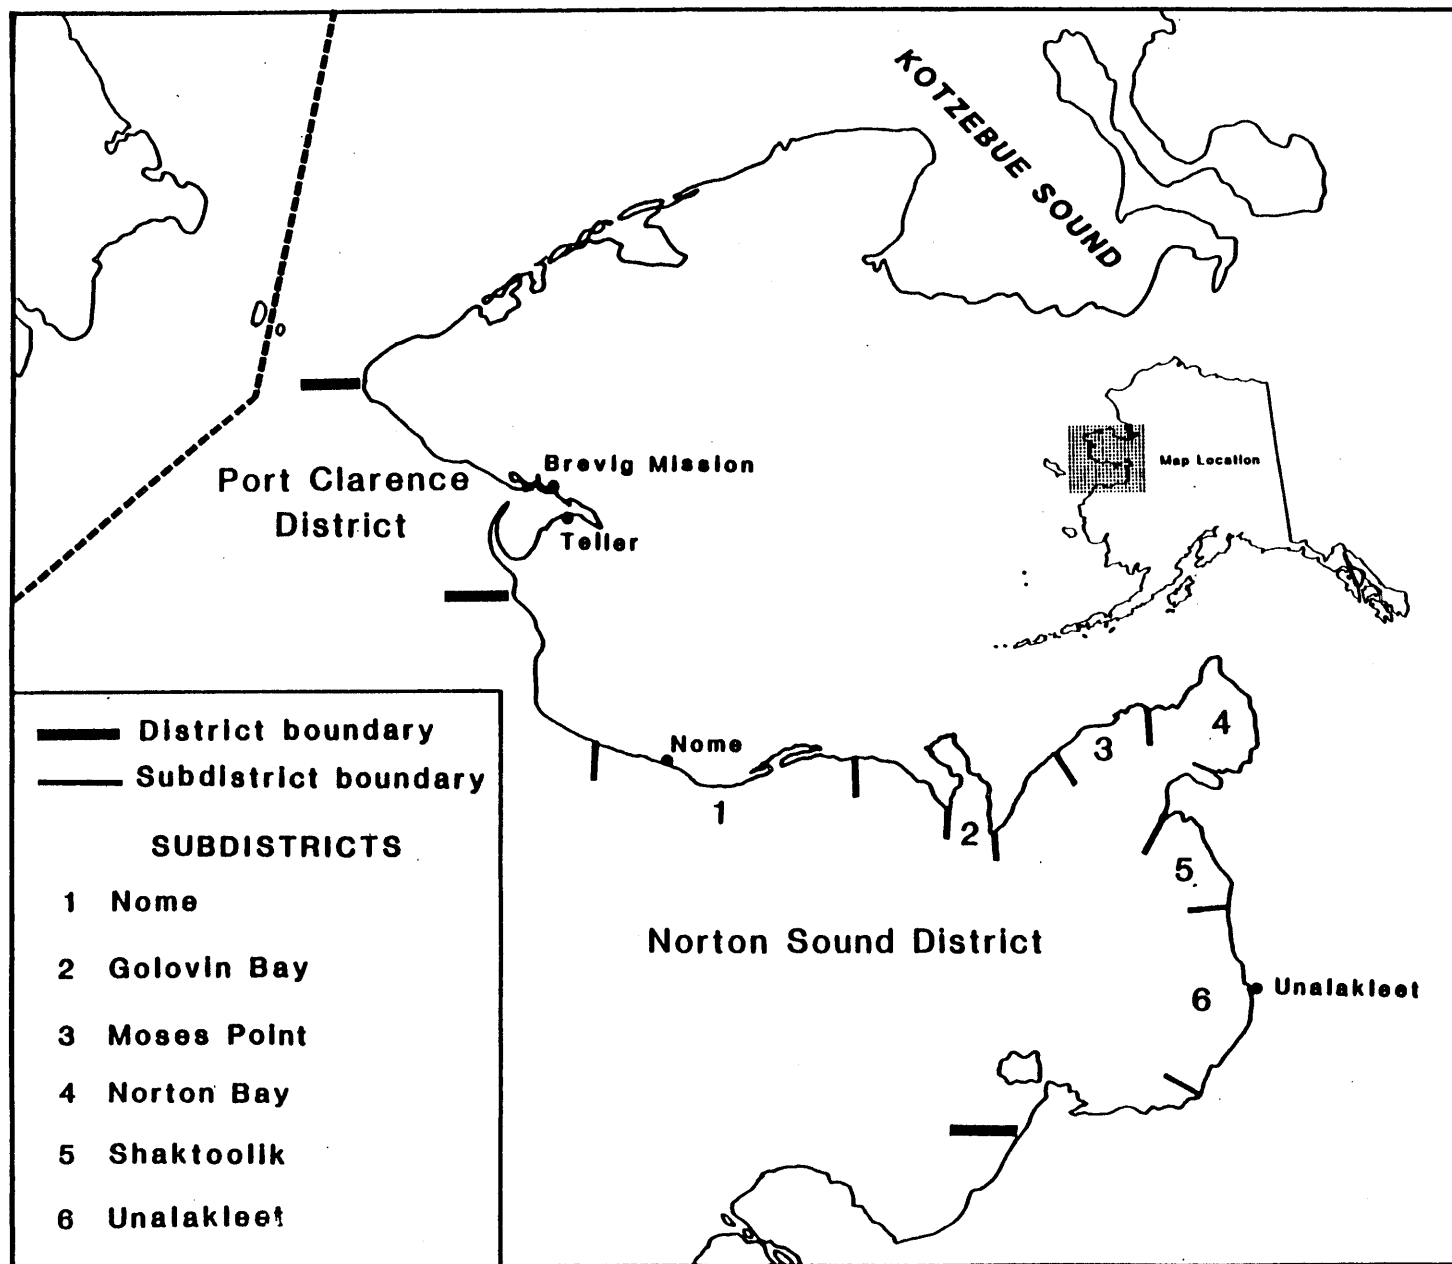 KOTZEBUE SOUND
Map Location
Brevig Mission
Port Clarence
District
Teller
District boundary
Subdistrict boundary
SUBDISTRICTS
1 Nome
2 Golovin Bay
3 Moses Point
4 Norton Bay
5 Shaktoolik
6 Unalakleet
Nome
1
2
3
4
5
6
Norton Sound District
Unalakleet